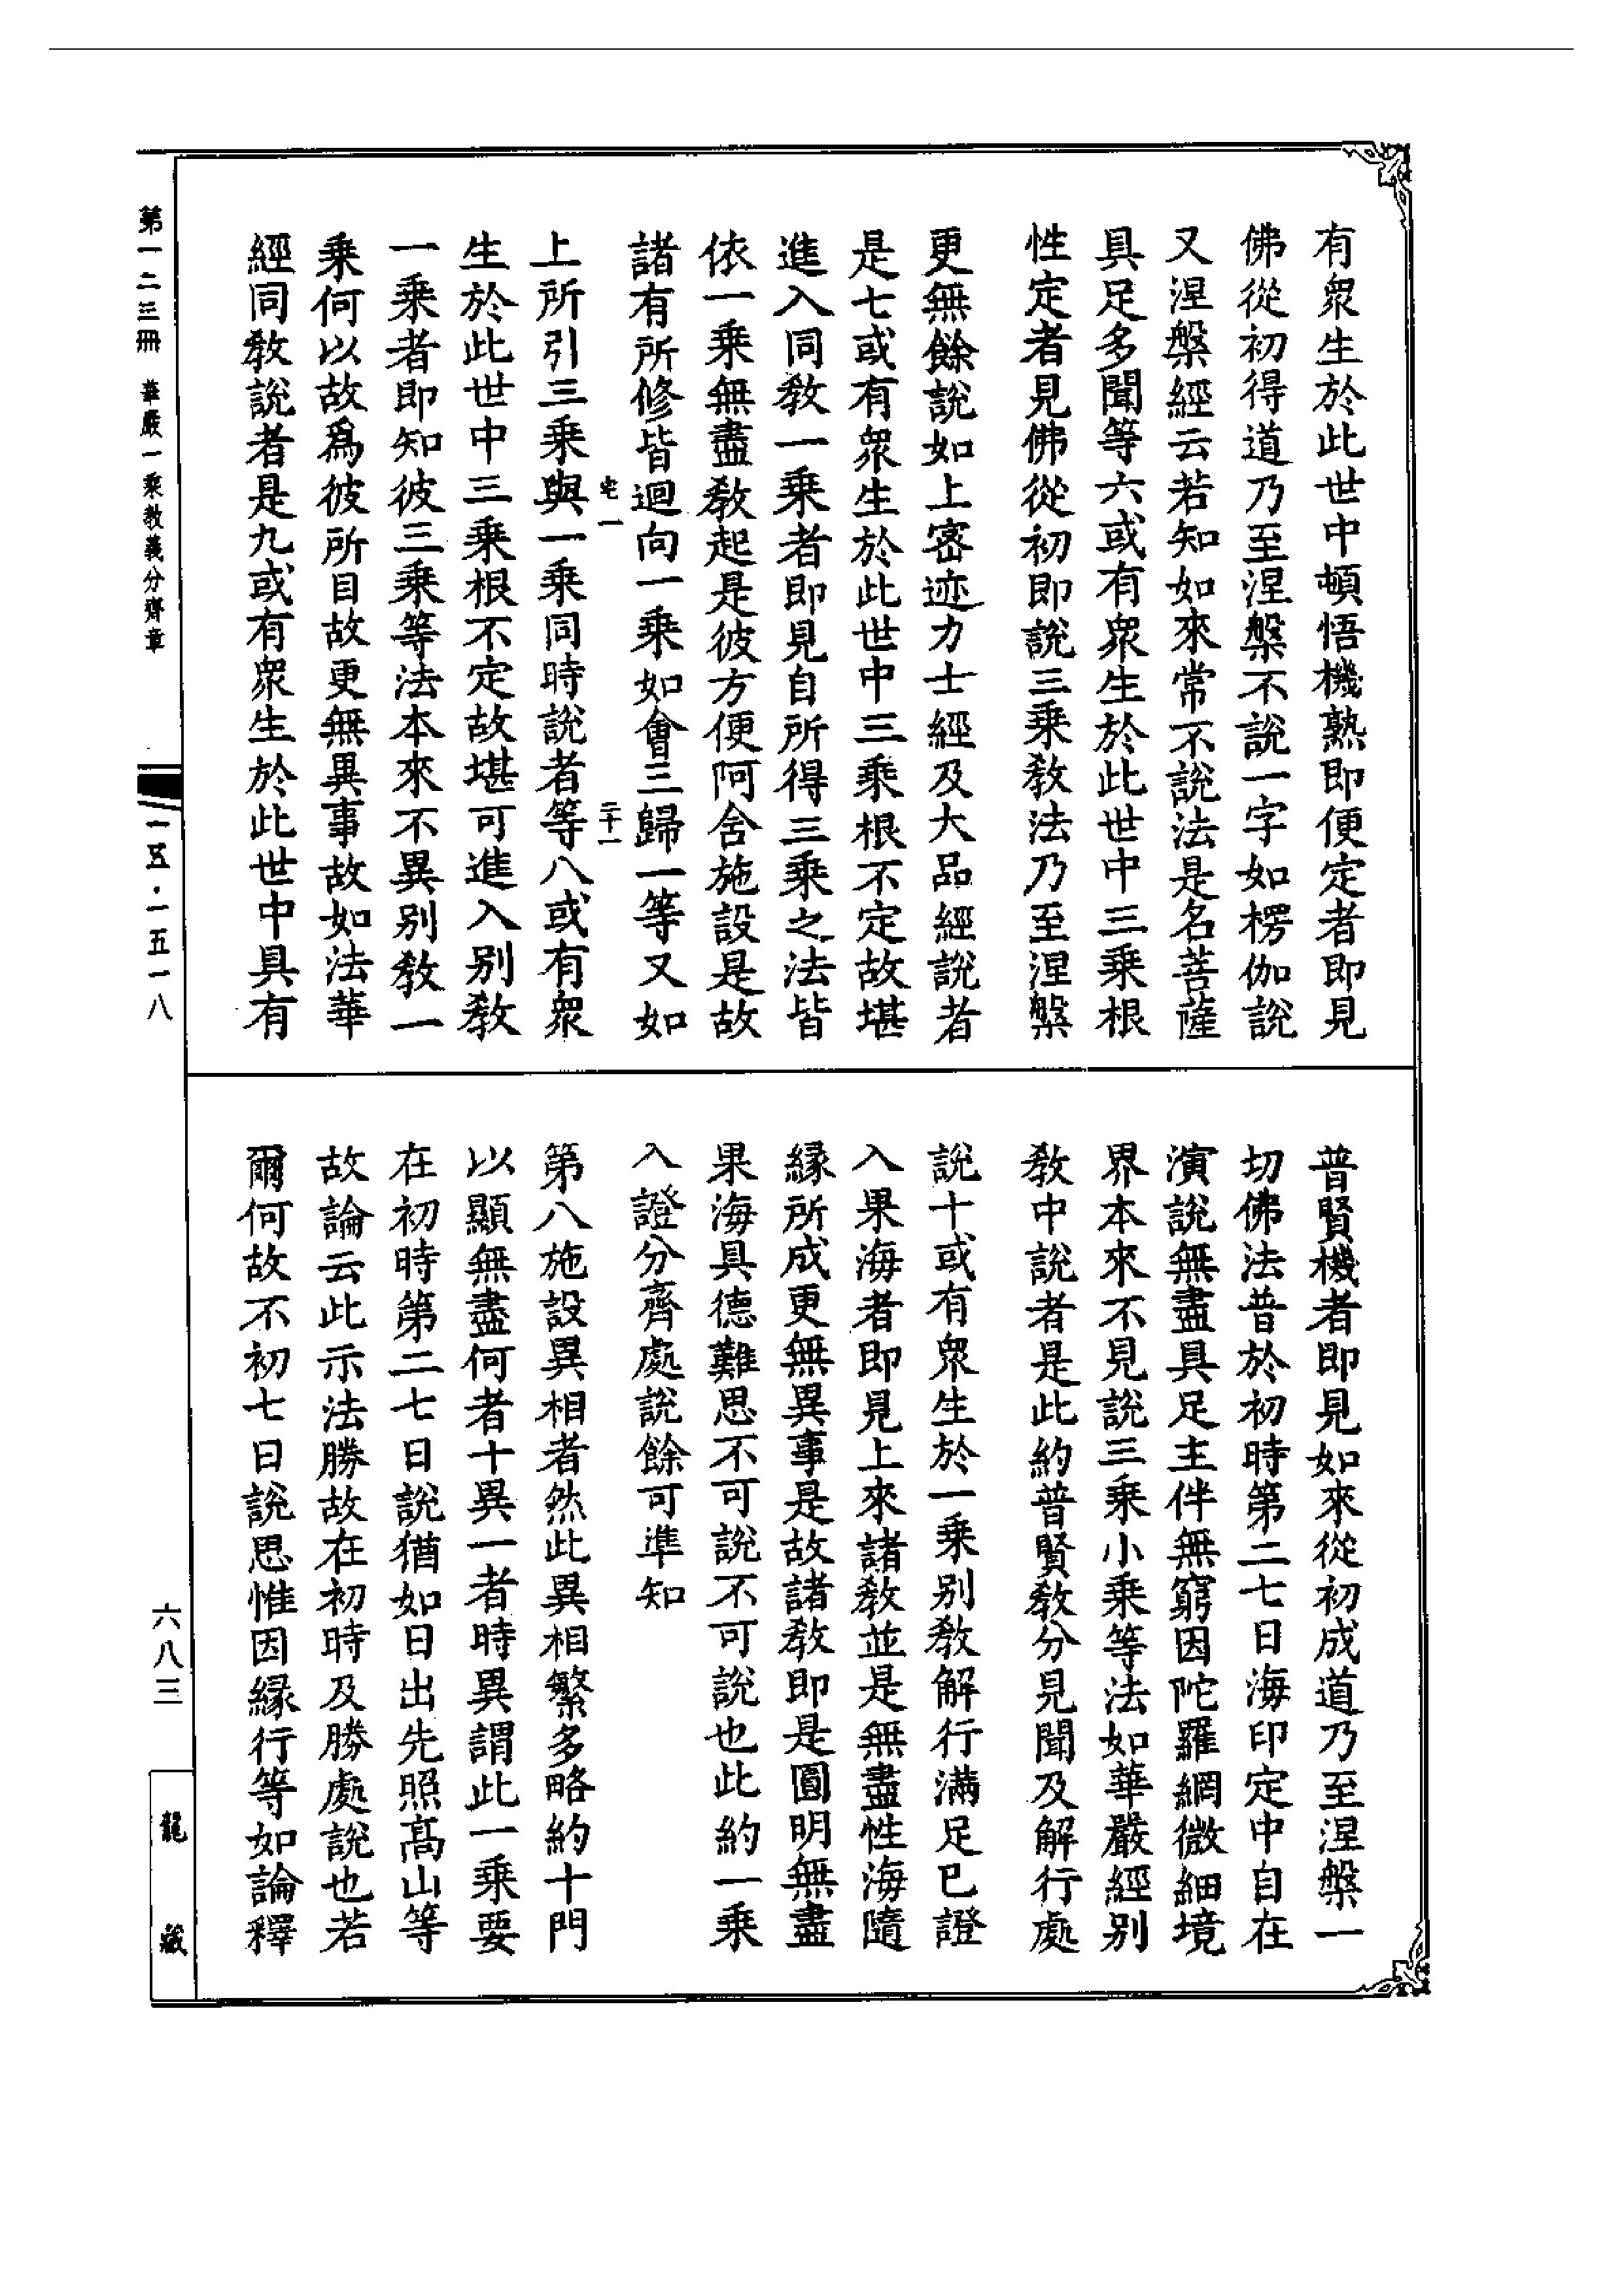 有衆生於此世中頓悟機熟即便定者即見
佛從初得道乃至涅槃不說一字如楞伽說
又涅槃經云若知如來常不說法是名菩薩
具足多聞等六或有衆生於此世中三乘根
性定者見佛從初即說三乘教法乃至涅槃
更無餘說如上密迹力士經及大品經說者
是七或有衆生於此世中三乘根不定故堪
進入同教一乘者即見自所得三乘之法皆
依一乘無盡教起是彼方便阿含施設是故
諸有所修皆迴向一乘如會三歸一等又如
宅一
二十一
上所引三乘與一乘同時說者等八或有衆
生於此世中三乘根不定故堪可進入別教
一乘者即知彼三乘等法本來不異別教一
乘何以故爲彼所目故更無異事故如法華
經同教說者是九或有衆生於此世中具有
普賢機者即見如來從初成道乃至涅槃一
切佛法普於初時第二七日海印定中自在
演說無盡具足主伴無窮因陀羅網微細境
界本來不見說三乘小乘等法如華嚴經別
教中說者是此約普賢教分見聞及解行處
說十或有衆生於一乘別教解行滿足已證
入果海者即見上來諸教並是無盡性海隨
緣所成更無異事是故諸教即是圓明無盡
果海具德難思不可說不可說也此約一乘
入證分齊處說餘可準知
第八施設異相者然此異相繁多略約十門
以顯無盡何者十異一者時異謂此一乘要
在初時第二七日說猶如日出先照高山等
故論云此示法勝故在初時及勝處說也若
爾何故不初七日說思惟因緣行等如論釋
第一二三冊 華嚴一乘教義分齊章
一五·一五一八
六八三
龍藏